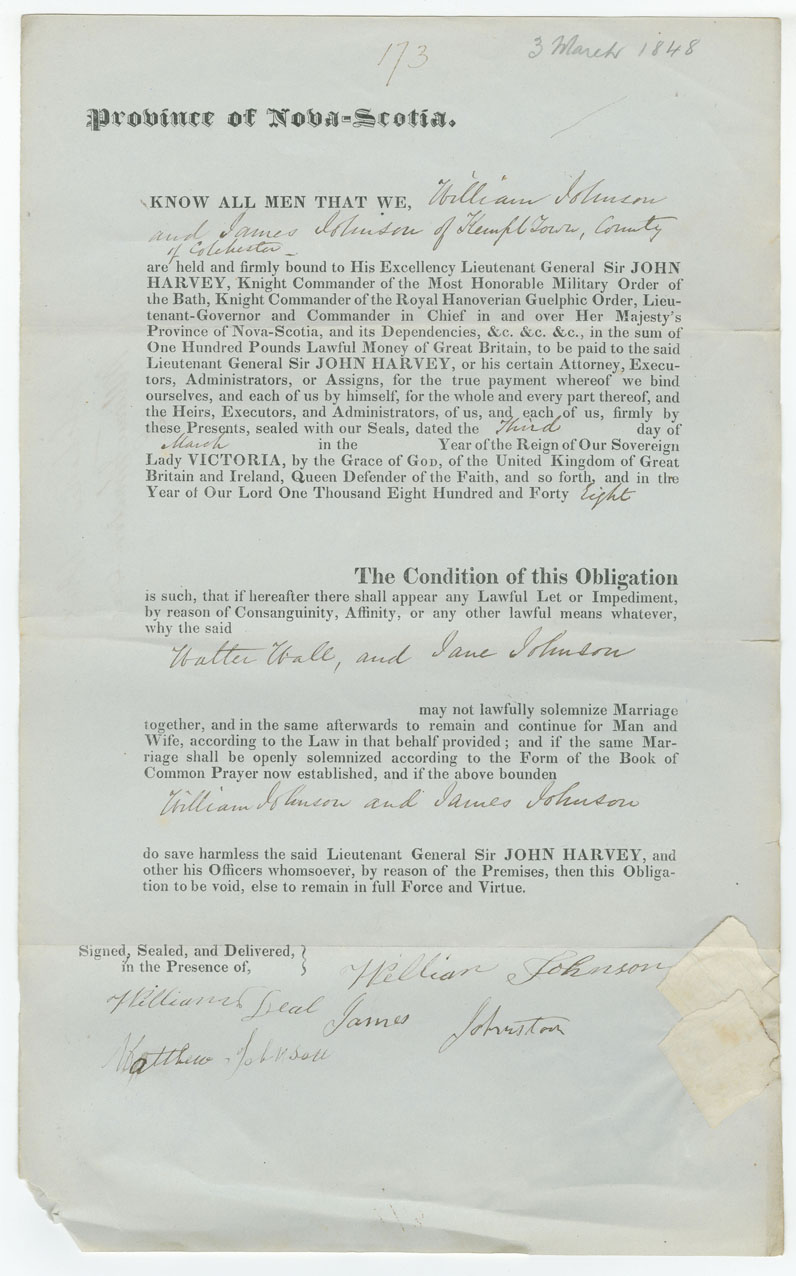 173
3 March 1848
Province of Nova-Scotia.
KNOW ALL MEN THAT WE, William Johnson
and James Johnson of Kempt Town, County
of Colchester
are held and firmly bound to His Excellency Lieutenant General Sir JOHN
HARVEY, Knight Commander of the Most Honorable Military Order of
the Bath, Knight Commander of the Royal Hanoverian Guelphic Order, Lieu-
tenant-Governor and Commander in Chief in and over Her Majesty's
Province of Nova-Scotia, and its Dependencies, &c. &c. &c., in the sum of
One Hundred Pounds Lawful Money of Great Britain, to be paid to the said
Lieutenant General Sir JOHN HARVEY, or his certain Attorney, Execu-
tors, Administrators, or Assigns, for the true payment whereof we bind
ourselves, and each of us by himself, for the whole and every part thereof, and
the Heirs, Executors, and Administrators, of us, and each of us, firmly by
these Presents, sealed with our Seals, dated the Third day of
March in the Year of the Reign of Our Sovereign
Lady VICTORIA, by the Grace of GOD, of the United Kingdom of Great
Britain and Ireland, Queen Defender of the Faith, and so forth, and in the
Year of Our Lord One Thousand Eight Hundred and Forty Eight
The Condition of this Obligation
is such, that if hereafter there shall appear any Lawful Let or Impediment,
by reason of Consanguinity, Affinity, or any other lawful means whatever,
why the said
Walter Wall, and Jane Johnson
may not lawfully solemnize Marriage
together, and in the same afterwards to remain and continue for Man and
Wife, according to the Law in that behalf provided; and if the same Mar-
riage shall be openly solemnized according to the Form of the Book of
Common Prayer now established, and if the above bounden
William Johnson and James Johnson
do save harmless the said Lieutenant General Sir JOHN HARVEY, and
other his Officers whomsoever, by reason of the Premises, then this Obliga-
tion to be void, else to remain in full Force and Virtue.
Signed, Sealed, and Delivered,
in the Presence of,
Willian Johnson
William Leal
James Johnston
Matthew Johnson